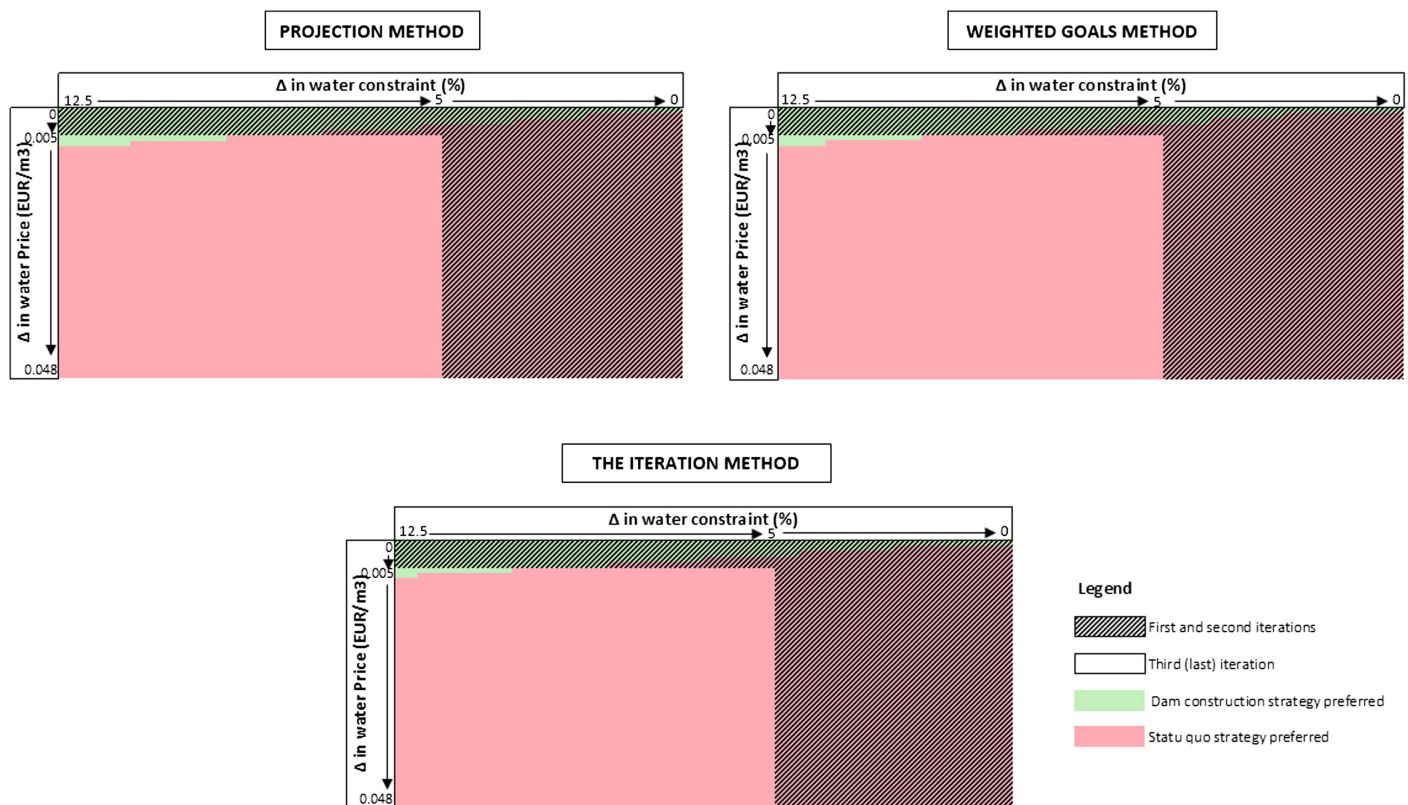 PROJECTION METHOD
Δ in water constraint (%)
12.5 5 0
0
0.005
Δ in water Price (EUR/m3)
0.048
WEIGHTED GOALS METHOD
Δ in water constraint (%)
12.5 5 0
0
0.005
Δ in water Price (EUR/m3)
0.048
THE ITERATION METHOD
Δ in water constraint (%)
12.5 5 0
0
0.005
Δ in water Price (EUR/m3)
0.048
Legend
First and second iterations
Third (last) iteration
Dam construction strategy preferred
Statu quo strategy preferred